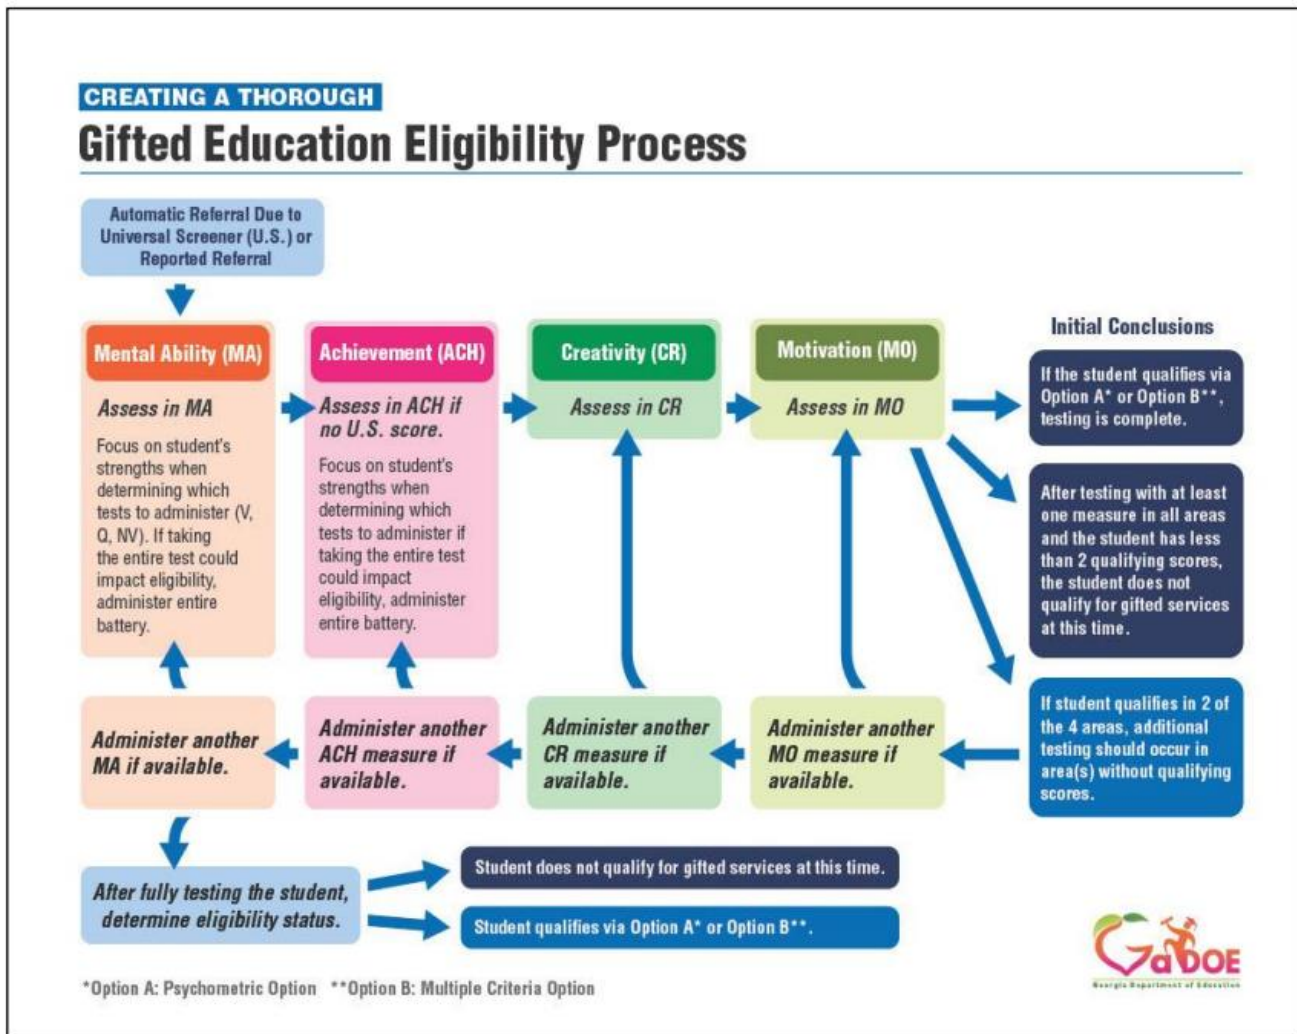 CREATING A THOROUGH
Gifted Education Eligibility Process
Automatic Referral Due to
Universal Screener (U.S.) or
Reported Referral
Mental Ability (MA)
Assess in MA
Focus on student's
strengths when
determining which
tests to administer (V,
Q, NV). If taking
the entire test could
impact eligibility,
administer entire
battery.
Achievement (ACH)
Assess in ACH if
no U.S. score.
Focus on student's
strengths when
determining which
tests to administer if
taking the entire test
could impact
eligibility, administer
entire battery.
Creativity (CR)
Assess in CR
Motivation (MO)
Assess in MO
Initial Conclusions
If the student qualifies via
Option A* or Option B**,
testing is complete.
After testing with at least
one measure in all areas
and the student has less
than 2 qualifying scores,
the student does not
qualify for gifted services
at this time.
If student qualifies in 2 of
the 4 areas, additional
testing should occur in
area(s) without qualifying
scores.
Administer another
MO measure if
available.
Administer another
CR measure if
available.
Administer another
ACH measure if
available.
Administer another
MA if available.
After fully testing the student,
determine eligibility status.
Student does not qualify for gifted services at this time.
Student qualifies via Option A* or Option B**.
GaDOE
Georgia Department of Education
*Option A: Psychometric Option **Option B: Multiple Criteria Option